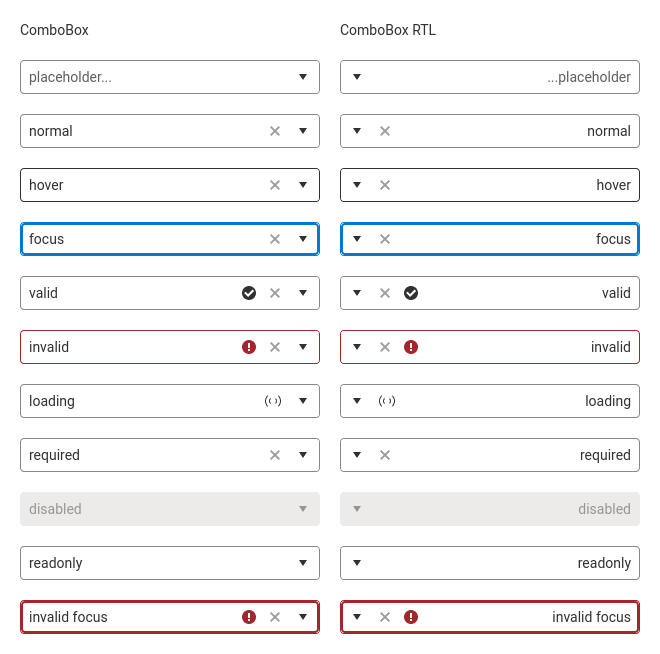 ComboBox ComboBox RTL
placeholder... ...placeholder
normal normal
hover hover
focus focus
valid valid
invalid invalid
loading loading
required required
disabled disabled
readonly readonly
invalid focus invalid focus